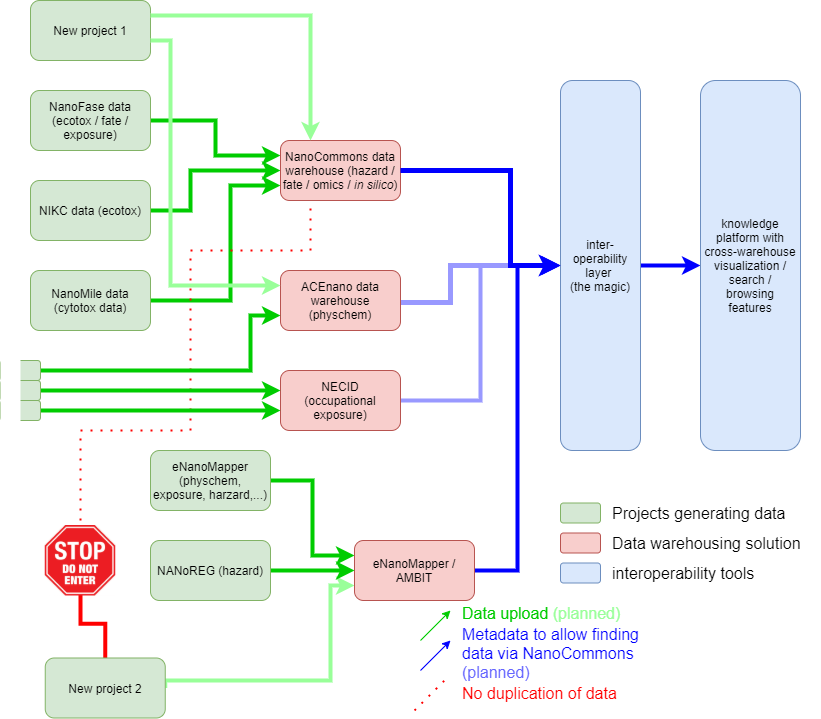 New project 1
NanoFase data
(ecotox / fate /
exposure)
NIKC data (ecotox)
NanoMile data
(cytotox data)
NanoCommons data
warehouse (hazard /
fate / omics / in silico)
ACEnano data
warehouse
(physchem)
NECID
(occupational
exposure)
inter-
operability
layer
(the magic)
knowledge
platform with
cross-warehouse
visualization /
search /
browsing
features
eNanoMapper
(physchem,
exposure, harzard,...)
NANoREG (hazard)
eNanoMapper /
AMBIT
STOP
DO NOT
ENTER
New project 2
Projects generating data
Data warehousing solution
interoperability tools
Data upload (planned)
Metadata to allow finding
data via NanoCommons
(planned)
No duplication of data